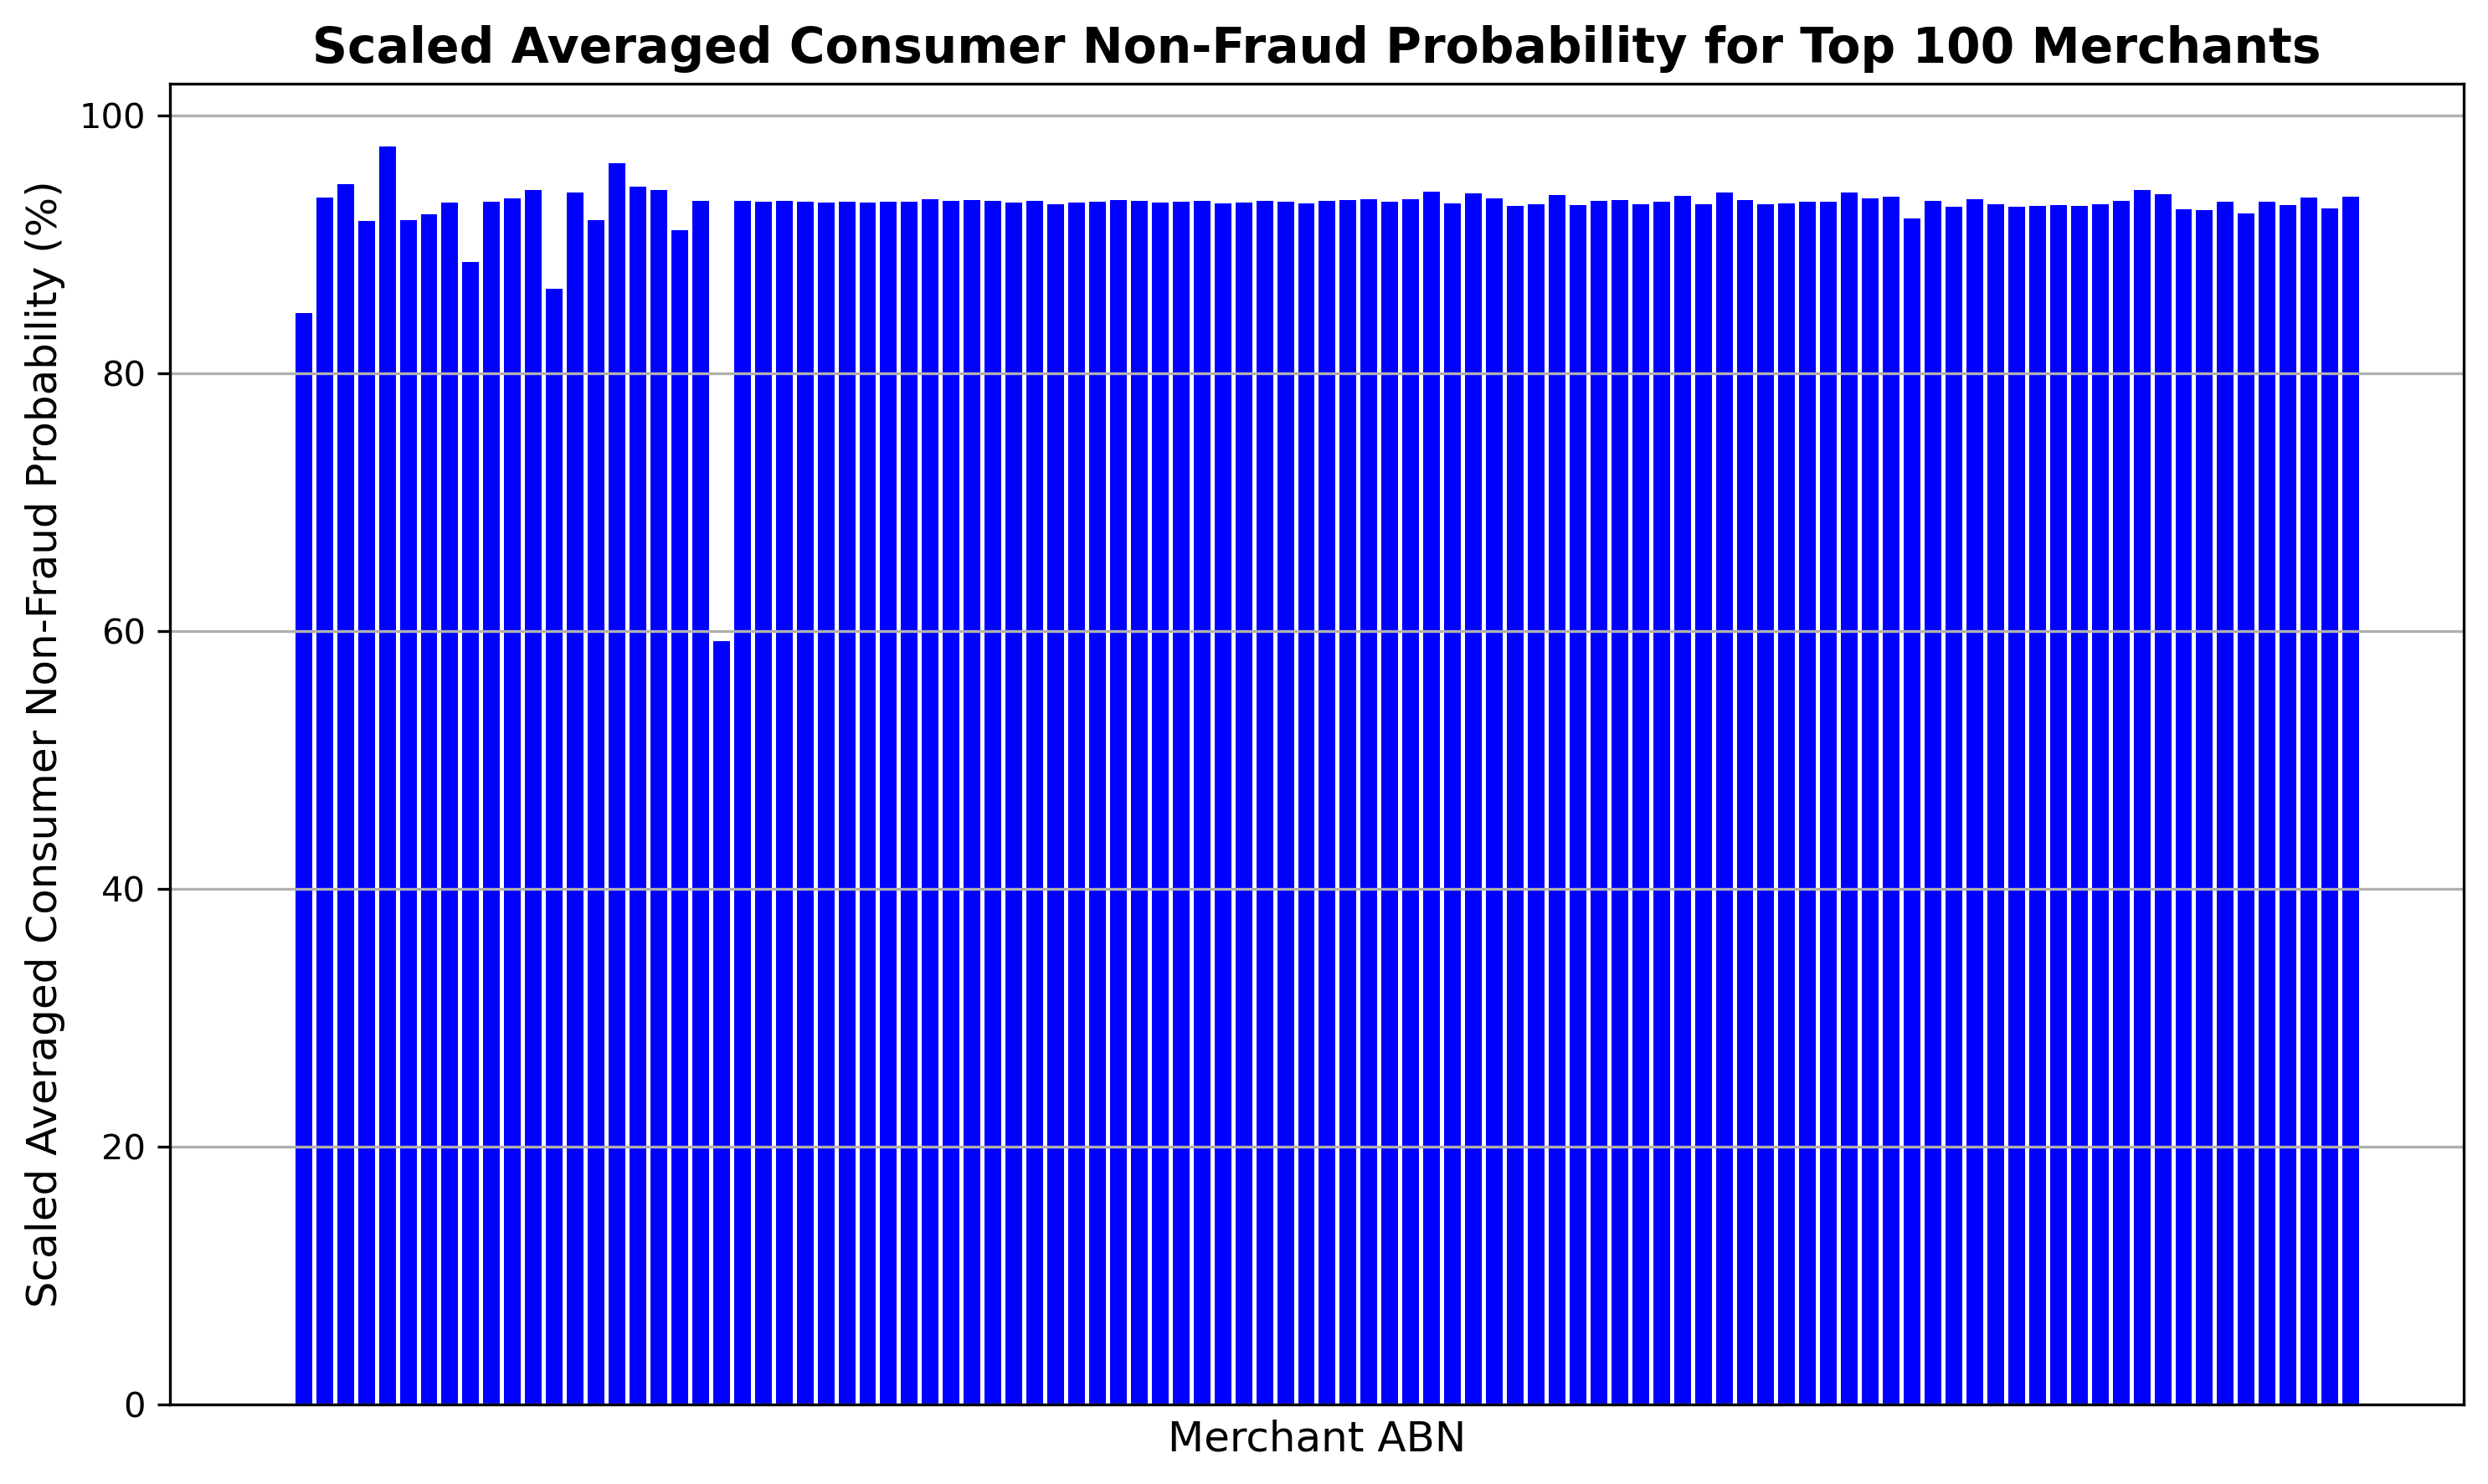 Scaled Averaged Consumer Non-Fraud Probability for Top 100 Merchants
Scaled Averaged Consumer Non-Fraud Probability (%)
100
80
60
40
20
0
Merchant ABN